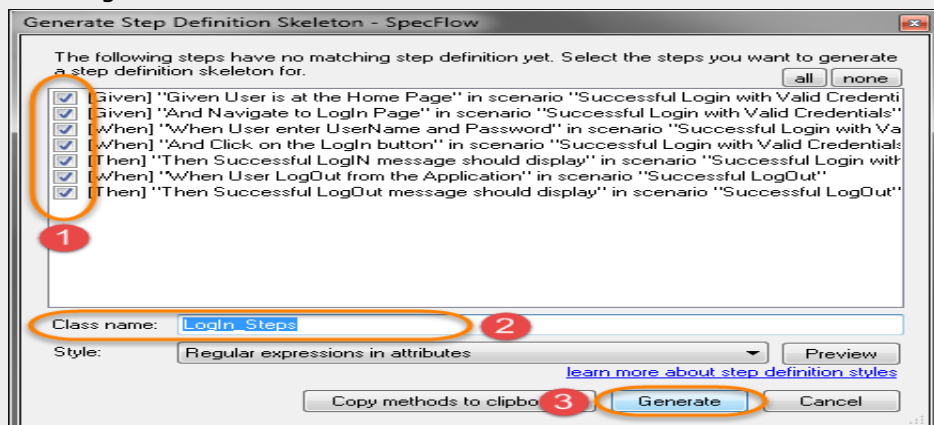 Generate Step Definition Skeleton - SpecFlow
The following steps have no matching step definition yet. Select the steps you want to generate
a step definition skeleton for.
all none
[Given] "Given User is at the Home Page" in scenario "Successful Login with Valid Credenti
[Given] "And Navigate to LogIn Page" in scenario "Successful Login with Valid Credentials"
[When] "When User enter UserName and Password" in scenario "Successful Login with Va
[When] "And Click on the LogIn button" in scenario "Successful Login with Valid Credentials
[Then] "Then Successful LogIN message should display" in scenario "Successful Login with
[When] "When User LogOut from the Application" in scenario "Successful LogOut"
[Then] "Then Successful LogOut message should display" in scenario "Successful LogOut"
1
Class name: LogIn_Steps 2
Style: Regular expressions in attributes Preview
learn more about step definition styles
Copy methods to clipbo 3 Generate Cancel